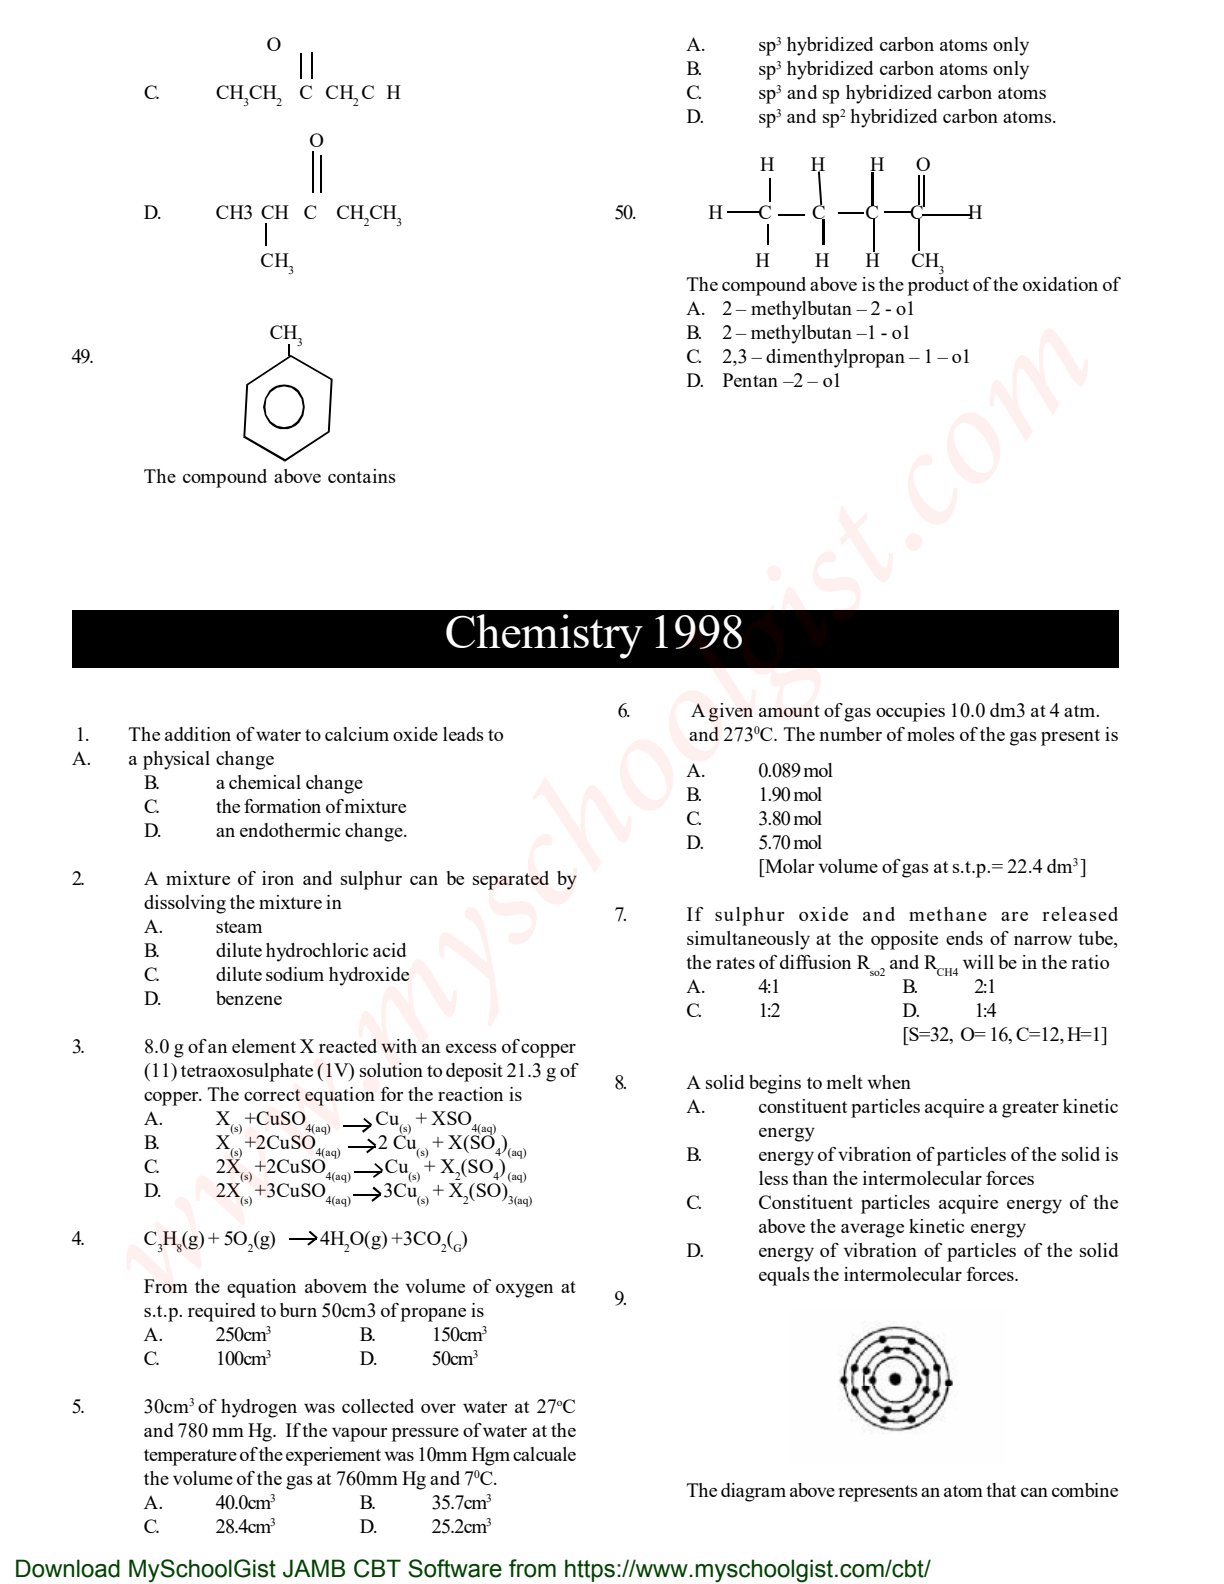 O
C. CH3CH2 C CH2C H
O
D. CH3 CH C CH2CH3
CH3
CH3
49.
The compound above contains
A. sp³ hybridized carbon atoms only
B. sp³ hybridized carbon atoms only
C. sp³ and sp hybridized carbon atoms
D. sp³ and sp² hybridized carbon atoms.
H H H O
50. H C C C C H
H H H CH3
The compound above is the product of the oxidation of
A. 2 – methylbutan – 2 - o1
B. 2 – methylbutan –1 - o1
C. 2,3 – dimenthylpropan – 1 – o1
D. Pentan –2 – o1
Chemistry 1998
1. The addition of water to calcium oxide leads to
A. a physical change
B. a chemical change
C. the formation of mixture
D. an endothermic change.
2. A mixture of iron and sulphur can be separated by
dissolving the mixture in
A. steam
B. dilute hydrochloric acid
C. dilute sodium hydroxide
D. benzene
3. 8.0 g of an element X reacted with an excess of copper
(11) tetraoxosulphate (1V) solution to deposit 21.3 g of
copper. The correct equation for the reaction is
A. X(s) +CuSO4(aq) → Cu(s) + XSO4(aq)
B. X(s) +2CuSO4(aq) → 2 Cu(s) + X(SO4)(aq)
C. 2X(s) +2CuSO4(aq) → Cu(s) + X2(SO4)(aq)
D. 2X(s) +3CuSO4(aq) → 3Cu(s) + X2(SO)3(aq)
4. C3H8(g) + 5O2(g) → 4H2O(g) +3CO2(G)
From the equation abovem the volume of oxygen at
s.t.p. required to burn 50cm3 of propane is
A. 250cm³ B. 150cm³
C. 100cm³ D. 50cm³
5. 30cm³ of hydrogen was collected over water at 27°C
and 780 mm Hg. If the vapour pressure of water at the
temperature of the experiement was 10mm Hgm calcuale
the volume of the gas at 760mm Hg and 7⁰C.
A. 40.0cm³ B. 35.7cm³
C. 28.4cm³ D. 25.2cm³
6. A given amount of gas occupies 10.0 dm3 at 4 atm.
and 273⁰C. The number of moles of the gas present is
A. 0.089 mol
B. 1.90 mol
C. 3.80 mol
D. 5.70 mol
[Molar volume of gas at s.t.p.= 22.4 dm³]
7. If sulphur oxide and methane are released
simultaneously at the opposite ends of narrow tube,
the rates of diffusion Rso2 and RCH4 will be in the ratio
A. 4:1 B. 2:1
C. 1:2 D. 1:4
[S=32, O= 16, C=12, H=1]
8. A solid begins to melt when
A. constituent particles acquire a greater kinetic
energy
B. energy of vibration of particles of the solid is
less than the intermolecular forces
C. Constituent particles acquire energy of the
above the average kinetic energy
D. energy of vibration of particles of the solid
equals the intermolecular forces.
9.
The diagram above represents an atom that can combine
www.myschoolgist.com
Download MySchoolGist JAMB CBT Software from https://www.myschoolgist.com/cbt/